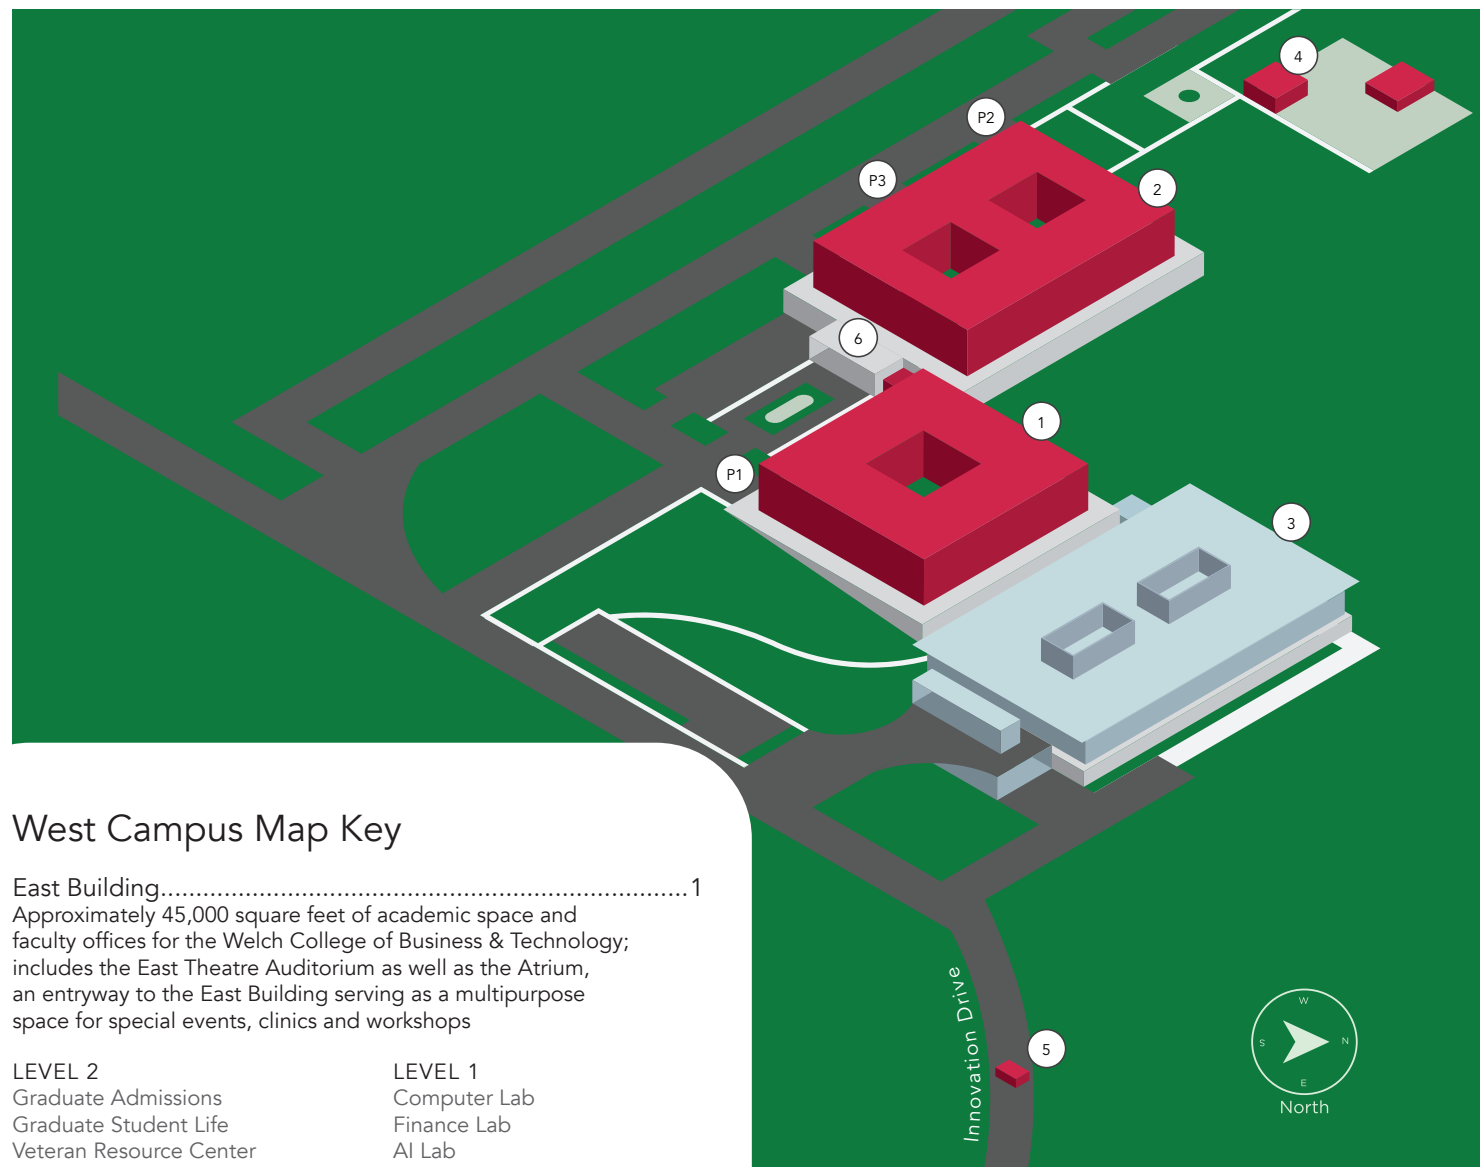 4
P2
P3
2
6
1
P1
3
West Campus Map Key
East Building...........................................................................1
Approximately 45,000 square feet of academic space and
faculty offices for the Welch College of Business & Technology;
includes the East Theatre Auditorium as well as the Atrium,
an entryway to the East Building serving as a multipurpose
space for special events, clinics and workshops
LEVEL 2
Graduate Admissions
Graduate Student Life
Veteran Resource Center
LEVEL 1
Computer Lab
Finance Lab
AI Lab
Innovation Drive
5
W
S
N
E
North